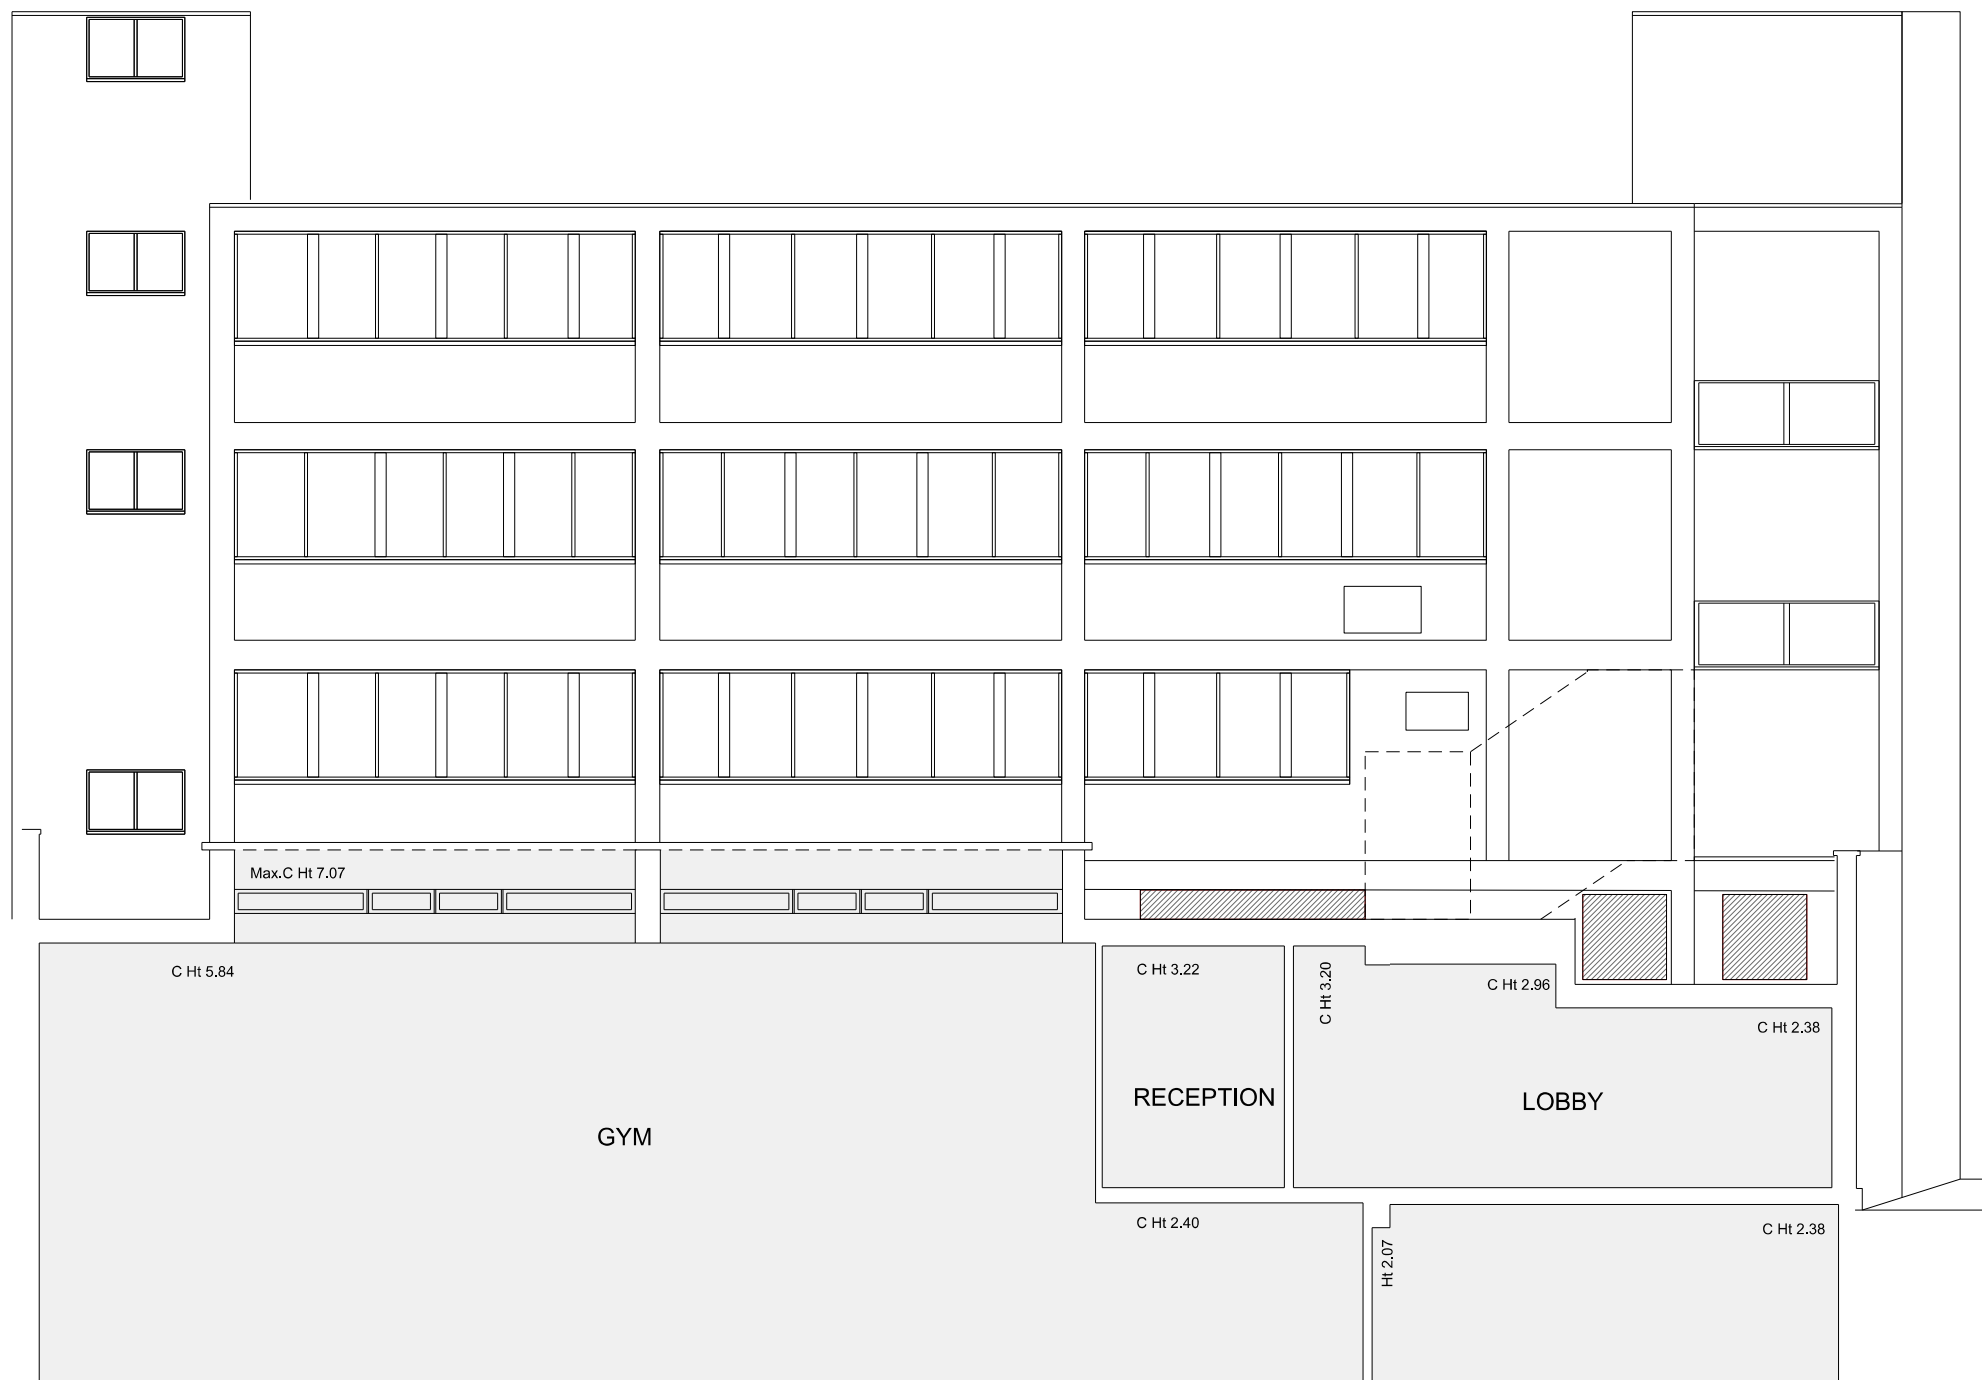 Max.C Ht 7.07
C Ht 5.84
C Ht 3.22
C Ht 3.20
C Ht 2.96
C Ht 2.38
RECEPTION
LOBBY
GYM
C Ht 2.40
Ht 2.07
C Ht 2.38